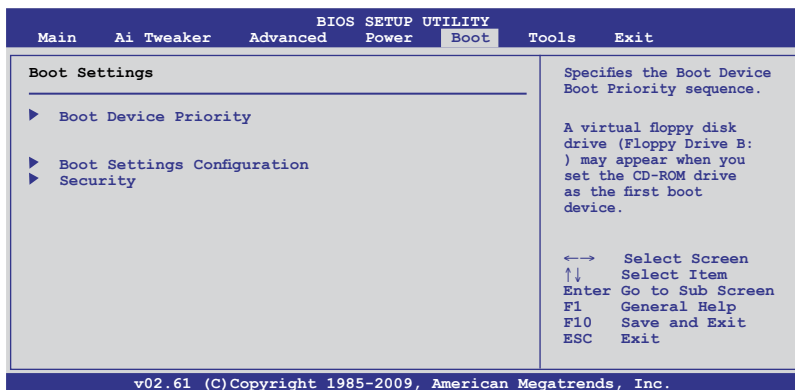 BIOS SETUP UTILITY
Main Ai Tweaker Advanced Power Boot Tools Exit
Boot Settings
Boot Device Priority
Boot Settings Configuration
Security
Specifies the Boot Device
Boot Priority sequence.
A virtual floppy disk
drive (Floppy Drive B:
) may appear when you
set the CD-ROM drive
as the first boot
device.
←→ Select Screen
↑↓ Select Item
Enter Go to Sub Screen
F1 General Help
F10 Save and Exit
ESC Exit
v02.61 (C)Copyright 1985-2009, American Megatrends, Inc.